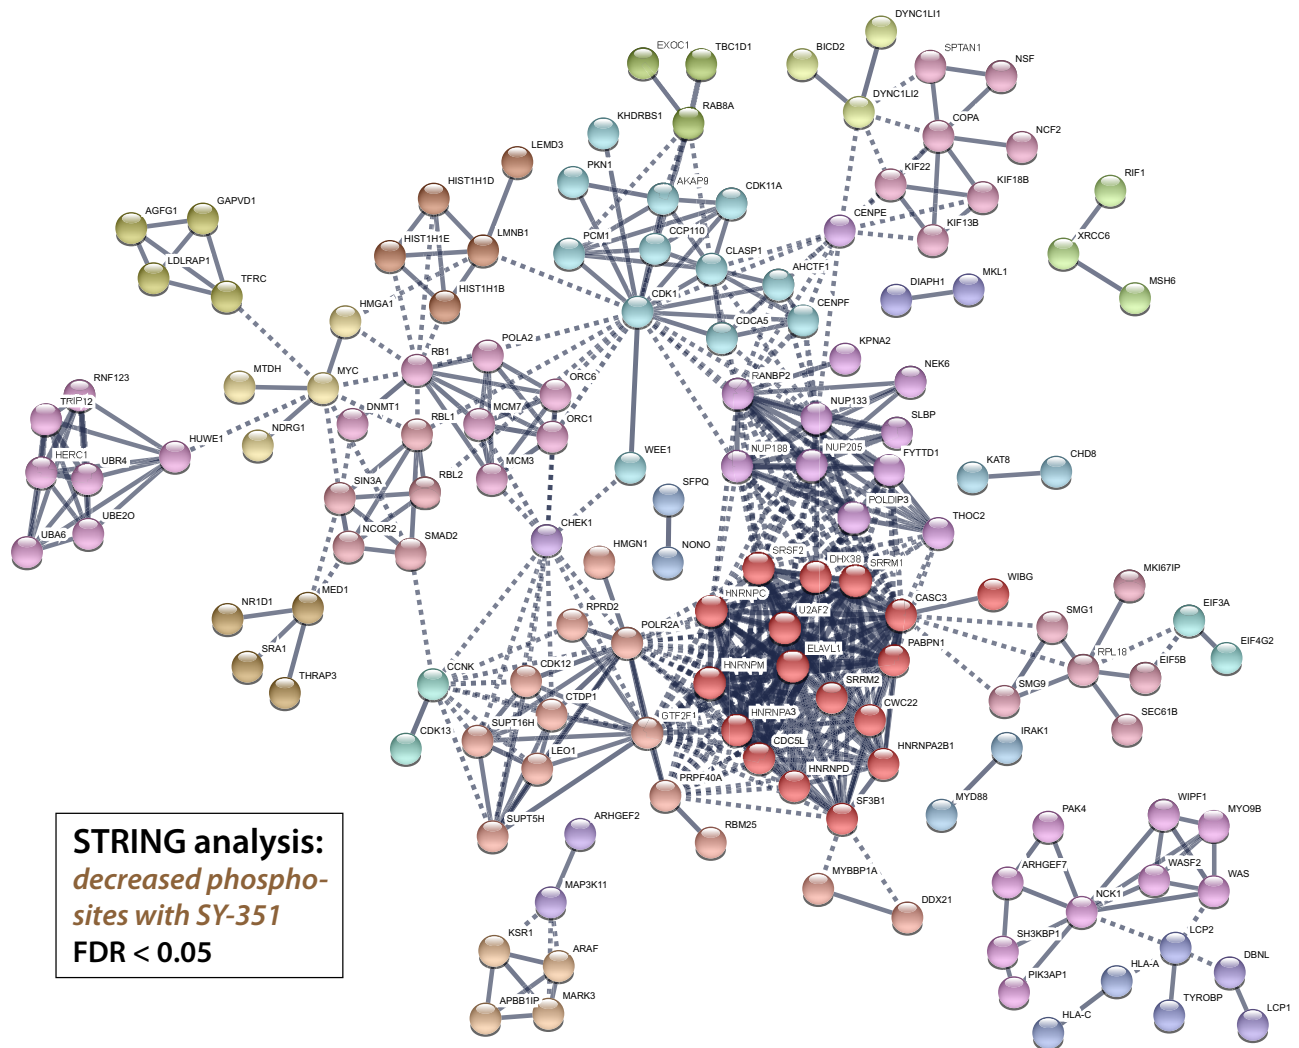 DYNC1LI1
EXOC1
TBC1D1
BICD2
SPTAN1
NSF
DYNC1LI2
RAB8A
KHDRBS1
COPA
NCF2
LEMD3
PKN1
KIF22
RIF1
HIST1H1D
AKAP9
CDK11A
KIF18B
GAPVD1
AGFG1
CENPE
KIF13B
HIST1H1E
LMNB1
PCM1
CCP110
CLASP1
XRCC6
LDLRAP1
TFRC
AHCTF1
DIAPH1
MKL1
MSH6
HIST1H1B
HMGA1
CDK1
CENPF
CDCA5
POLA2
RB1
KPNA2
RANBP2
NEK6
MTDH
MYC
ORC6
RNF123
TRIP12
NUP133
SLBP
DNMT1
RBL1
MCM7
ORC1
NDRG1
HUWE1
HERC1
UBR4
WEE1
NUP188
NUP205
FYTTD1
KAT8
CHD8
MCM3
SIN3A
RBL2
SFPQ
POLDIP3
UBE2O
UBA6
NCOR2
SMAD2
CHEK1
THOC2
HMGN1
NONO
SRSF2
DHX38
SRRM1
WIBG
MKI67IP
NR1D1
MED1
RPRD2
HNRNPC
U2AF2
CASC3
SMG1
EIF3A
POLR2A
PABPN1
EIF4G2
SRA1
THRAP3
CCNK
CDK12
HNRNPM
ELAVL1
RPL18
EIF5B
SRRM2
SMG9
CTDP1
CWC22
SEC61B
CDK13
SUPT16H
GTF2F1
HNRNPA3
IRAK1
LEO1
CDC5L
HNRNPA2B1
PRPF40A
HNRNPD
SF3B1
MYD88
SUPT5H
RBM25
ARHGEF2
PAK4
WIPF1
MYO9B
STRING analysis:
decreased phospho-
sites with SY-351
FDR < 0.05
MYBBP1A
ARHGEF7
WASF2
WAS
MAP3K11
NCK1
DDX21
KSR1
ARAF
SH3KBP1
LCP2
PIK3AP1
HLA-A
DBNL
APBB1IP
MARK3
HLA-C
TYROBP
LCP1